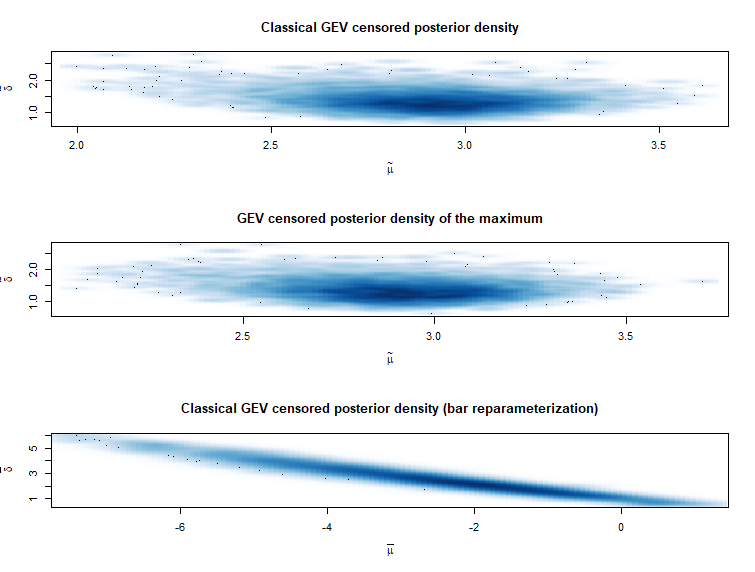 Classical GEV censored posterior density
1.0 2.0
2.0 2.5 3.0 3.5
μ̃
GEV censored posterior density of the maximum
1.0 2.0
2.5 3.0 3.5
μ̃
Classical GEV censored posterior density (bar reparameterization)
1 3 5
-6 -4 -2 0
μ̄